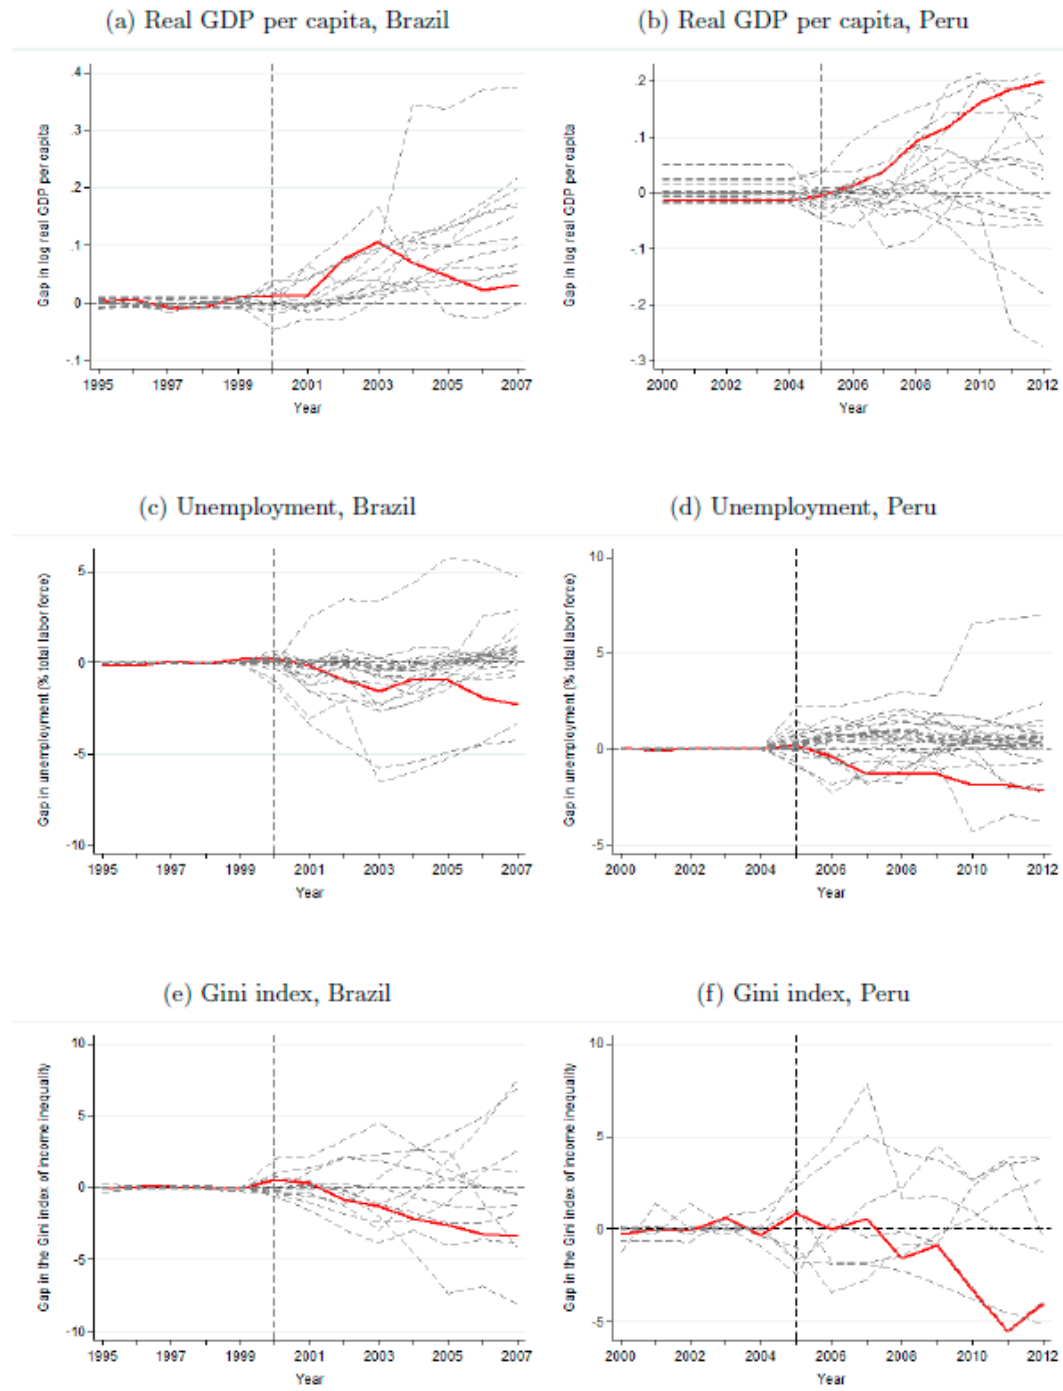 (a) Real GDP per capita, Brazil
(b) Real GDP per capita, Peru
.4
.3
.2
.1
0
-.1
Gap in log real GDP per capita
1995 1997 1999 2001 2003 2005 2007
Year
.2
.1
0
-.1
-.2
-.3
Gap in log real GDP per capita
2000 2002 2004 2006 2008 2010 2012
Year
(c) Unemployment, Brazil
(d) Unemployment, Peru
5
0
-5
-10
Gap in unemployment (% total labor force)
1995 1997 1999 2001 2003 2005 2007
Year
10
5
0
-5
Gap in unemployment (% total labor force)
2000 2002 2004 2006 2008 2010 2012
Year
(e) Gini index, Brazil
(f) Gini index, Peru
10
5
0
-5
-10
Gap in the Gini index of income inequality
1995 1997 1999 2001 2003 2005 2007
Year
10
5
0
-5
Gap in the Gini index of income inequality
2000 2002 2004 2006 2008 2010 2012
Year